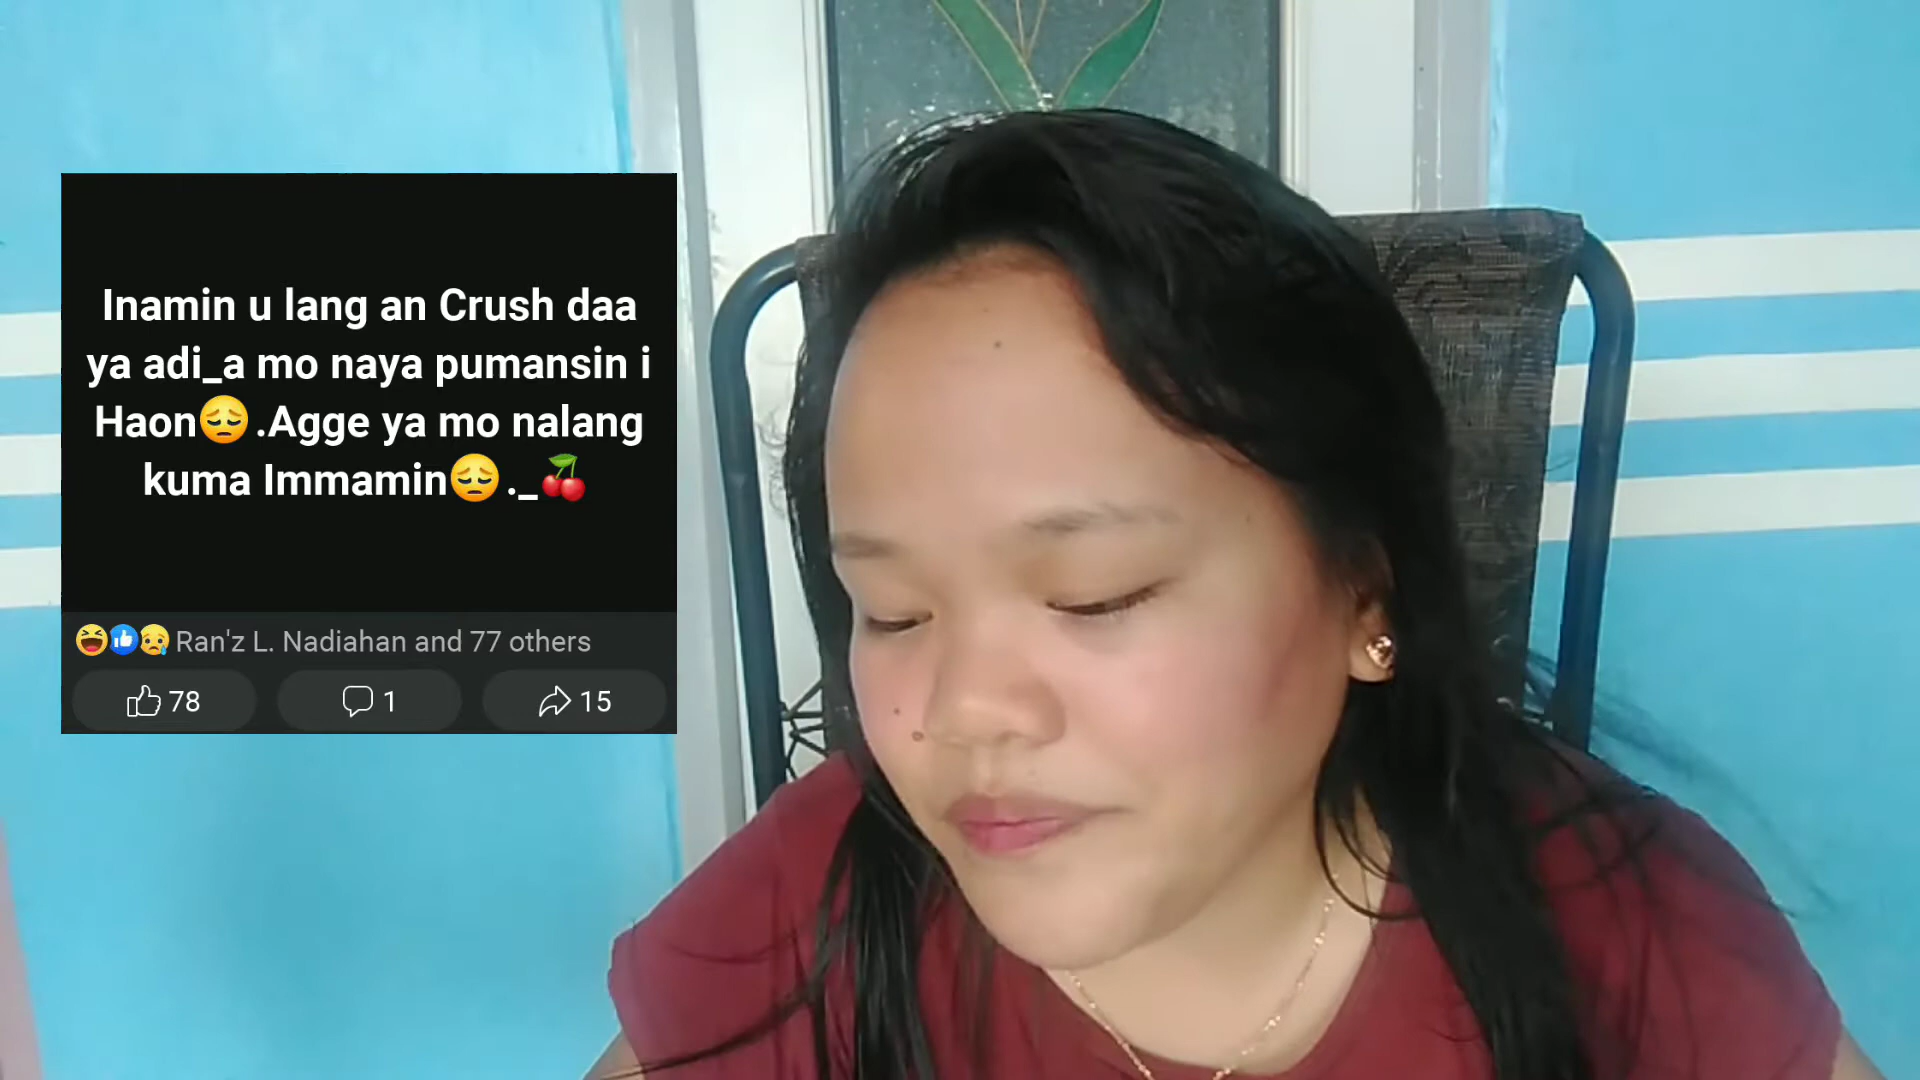 Inamin u lang an Crush daa
ya adi_a mo naya pumansin i
Haon😔.Agge ya mo nalang
kuma Immamin😔._🍒
Ran'z L. Nadiahan and 77 others
78
1
15